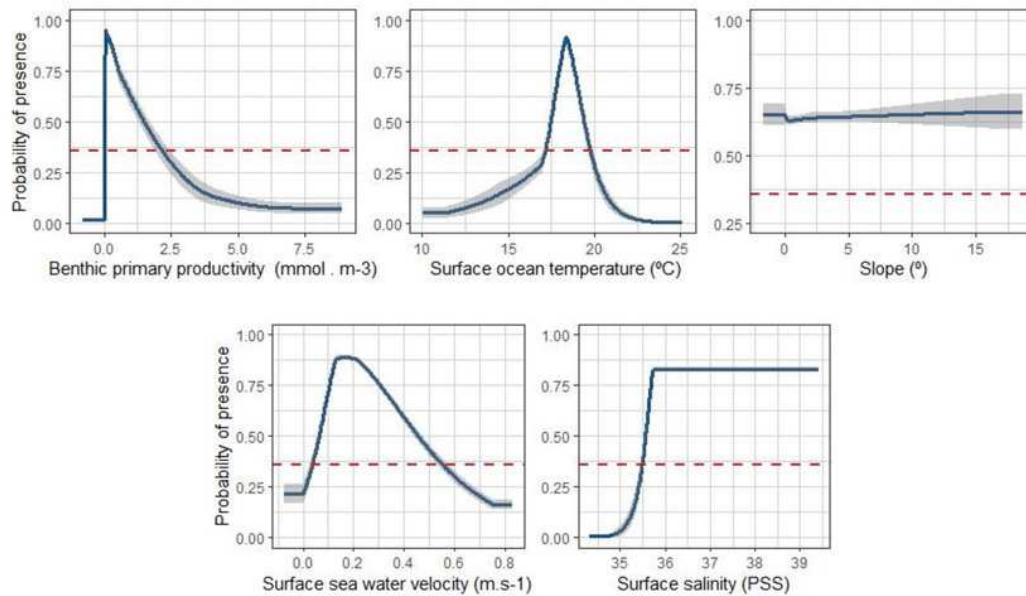 Probability of presence
1.00
0.75
0.50
0.25
0.00
0.0 2.5 5.0 7.5
Benthic primary productivity (mmol . m-3)
1.00
0.75
0.50
0.25
0.00
10 15 20 25
Surface ocean temperature (ºC)
1.00
0.75
0.50
0.25
0 5 10 15
Slope (º)
Probability of presence
1.00
0.75
0.50
0.25
0.00
0.0 0.2 0.4 0.6 0.8
Surface sea water velocity (m.s-1)
1.00
0.75
0.50
0.25
0.00
35 36 37 38 39
Surface salinity (PSS)